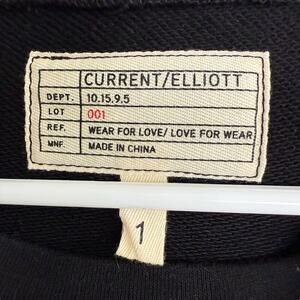 CURRENT/ELLIOTT
DEPT. 10.15.9.5
LOT 001
REF. WEAR FOR LOVE/ LOVE FOR WEAR
MNF. MADE IN CHINA
1